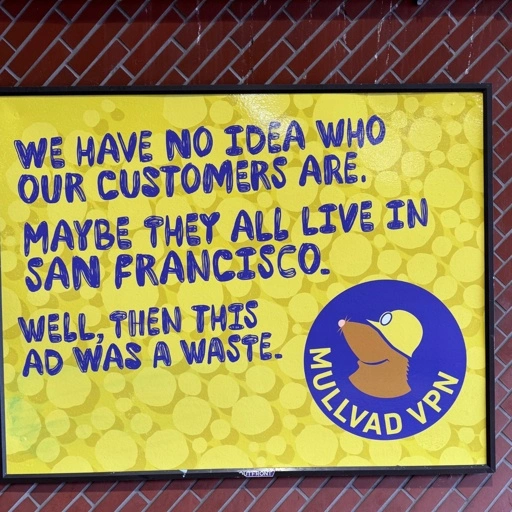 WE HAVE NO IDEA WHO
OUR CUSTOMERS ARE.
MAYBE THEY ALL LIVE IN
SAN FRANCISCO.
WELL, THEN THIS
AD WAS A WASTE.
MULLVAD VPN
OUTFRONT